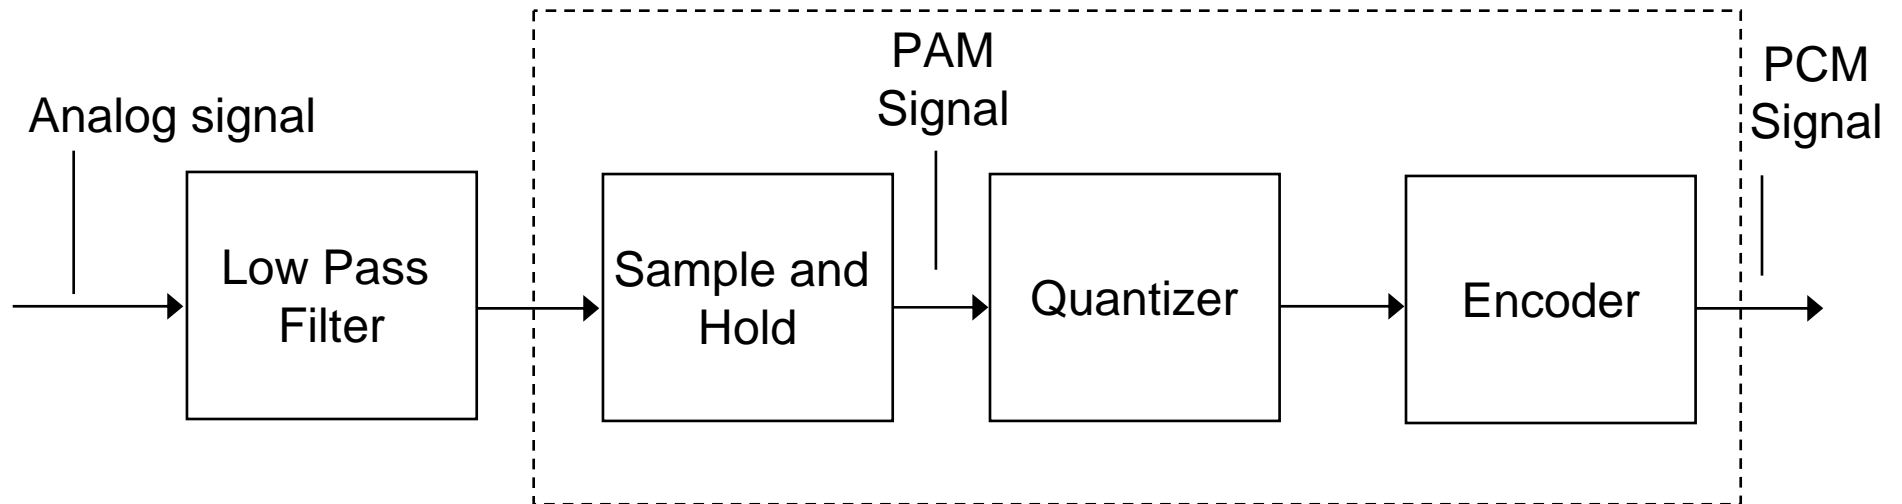 Analog signal
Low Pass
Filter
Sample and
Hold
PAM
Signal
Quantizer
Encoder
PCM
Signal